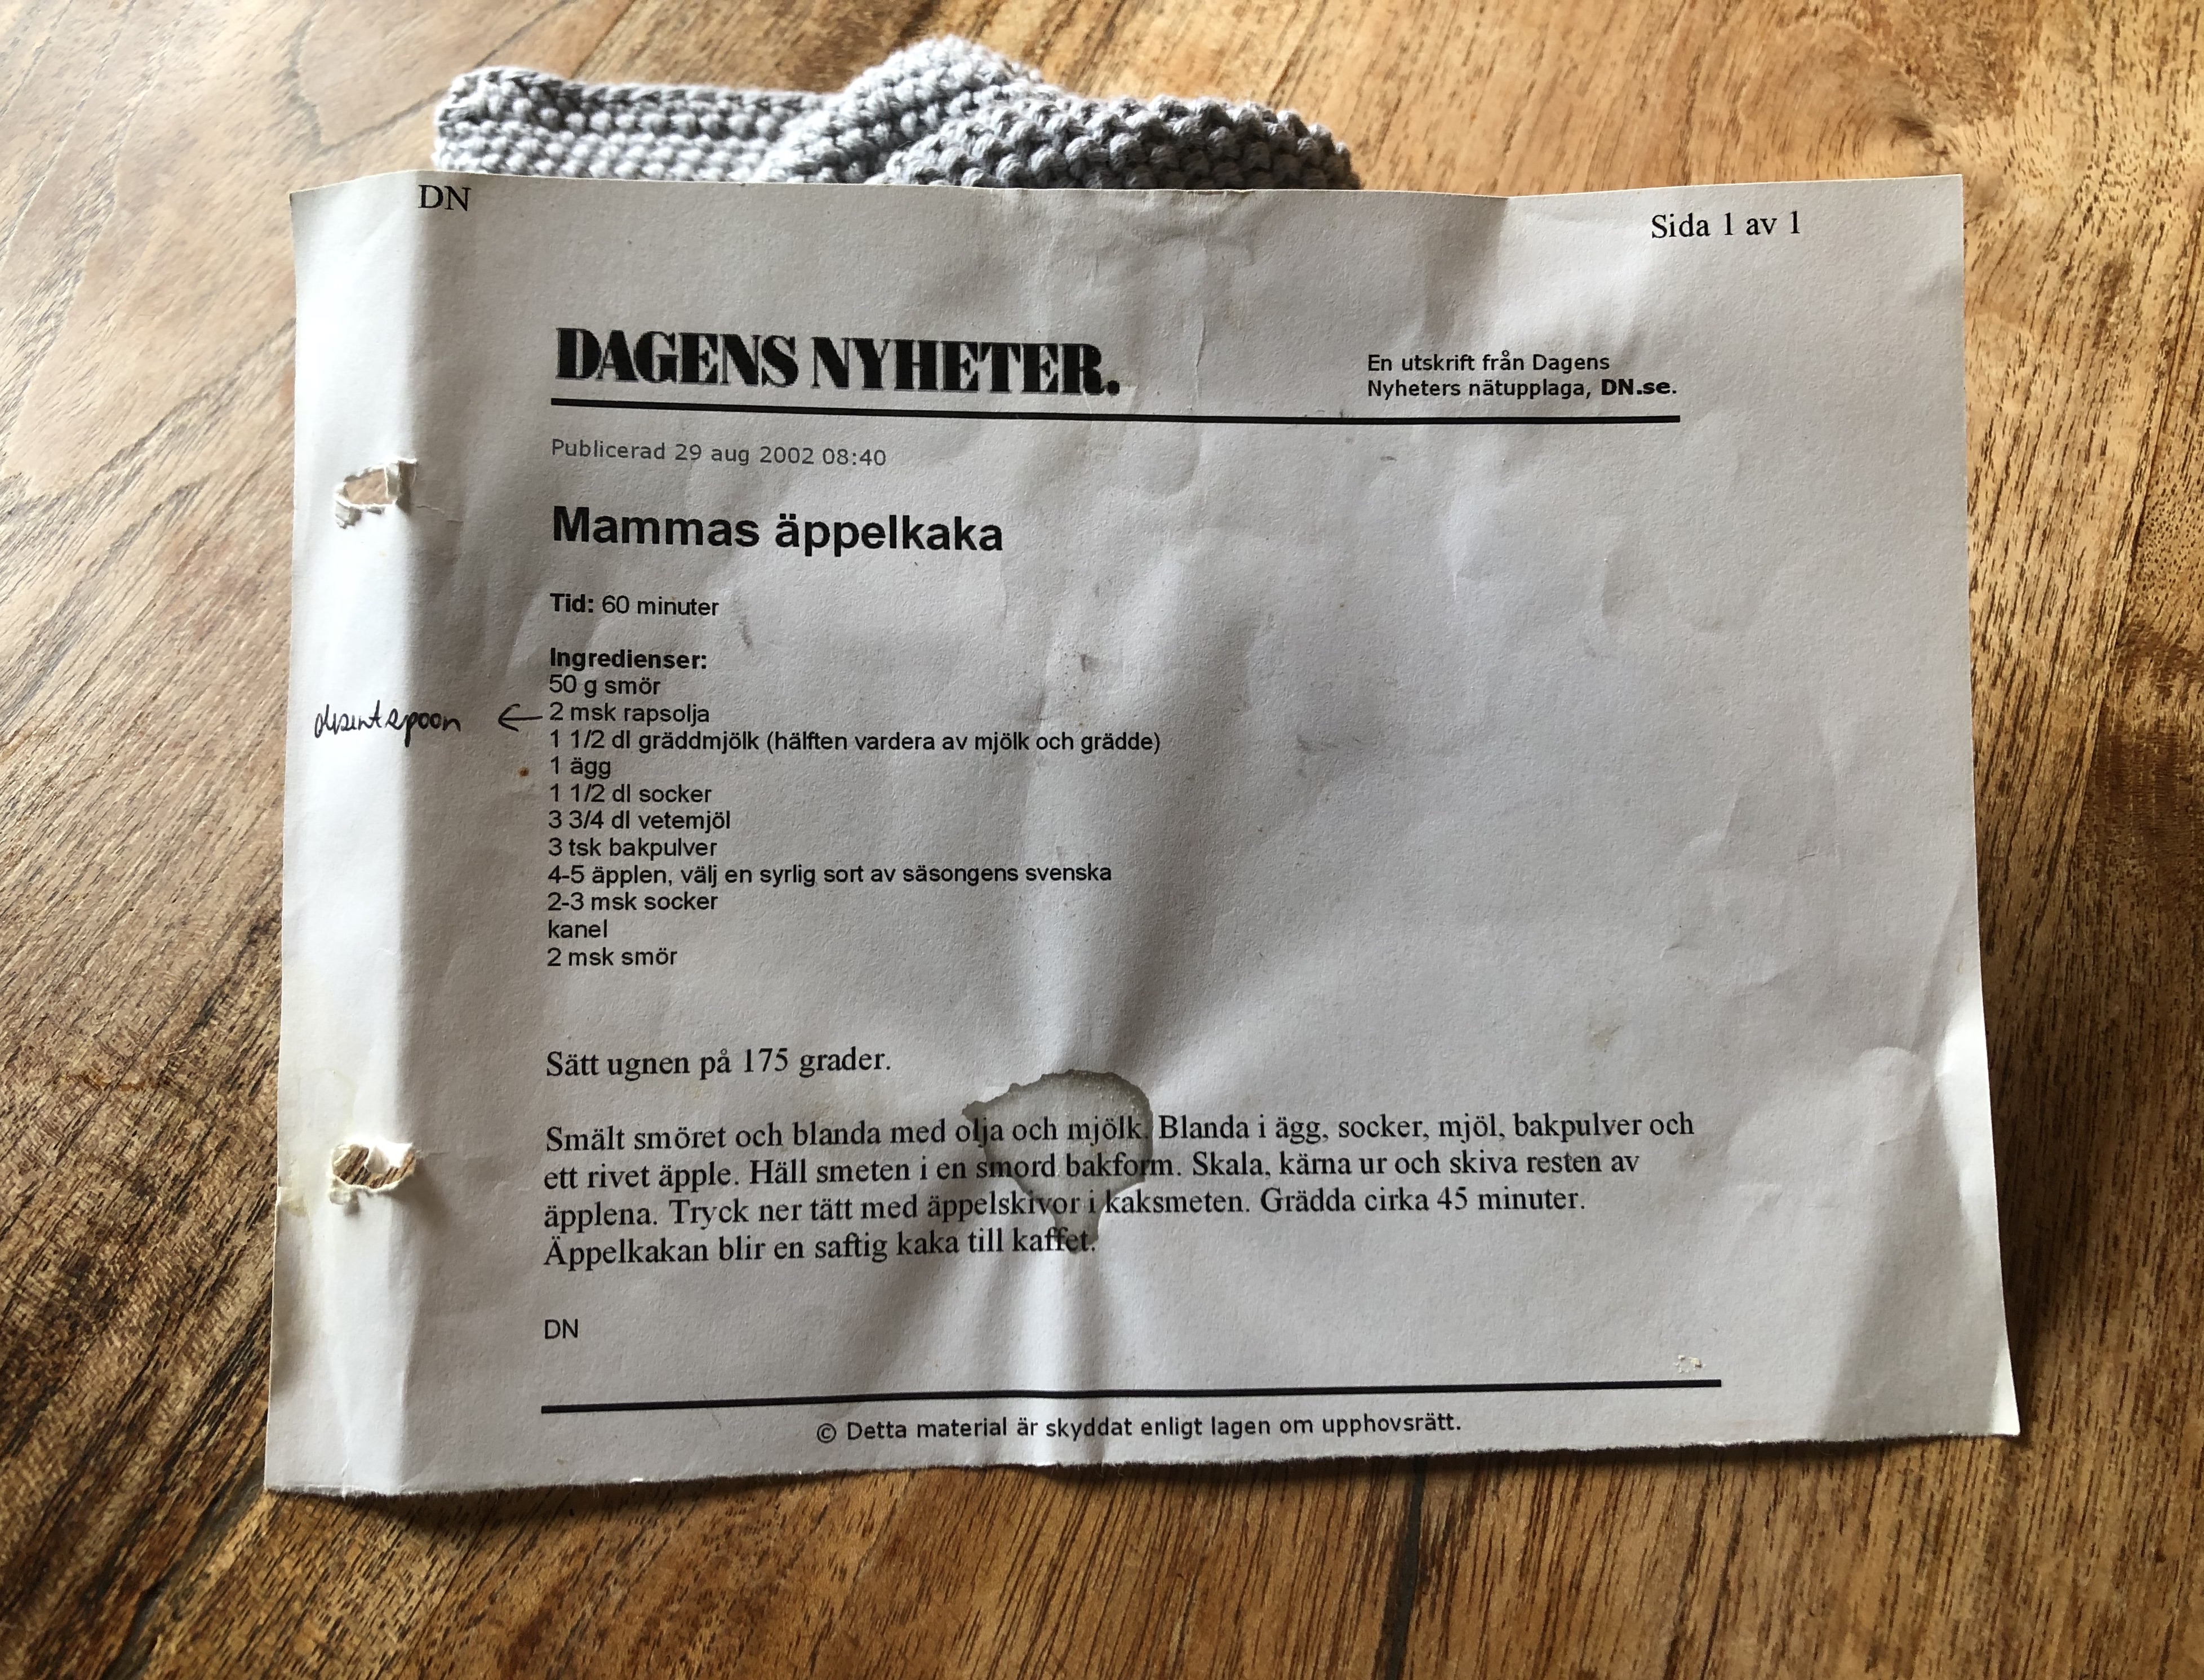 DN
Sida 1 av 1
DAGENS NYHETER.
En utskrift från Dagens
Nyheters nätupplaga, DN.se.
Publicerad 29 aug 2002 08:40
Mammas äppelkaka
Tid: 60 minuter
Ingredienser:
50 g smör
desertspoon ← 2 msk rapsolja
1 1/2 dl gräddmjölk (hälften vardera av mjölk och grädde)
1 ägg
1 1/2 dl socker
3 3/4 dl vetemjöl
3 tsk bakpulver
4-5 äpplen, välj en syrlig sort av säsongens svenska
2-3 msk socker
kanel
2 msk smör
Sätt ugnen på 175 grader.
Smält smöret och blanda med olja och mjölk. Blanda i ägg, socker, mjöl, bakpulver och
ett rivet äpple. Häll smeten i en smord bakform. Skala, kärna ur och skiva resten av
äpplena. Tryck ner tätt med äppelskivor i kaksmeten. Grädda cirka 45 minuter.
Äppelkakan blir en saftig kaka till kaffet.
DN
© Detta material är skyddat enligt lagen om upphovsrätt.